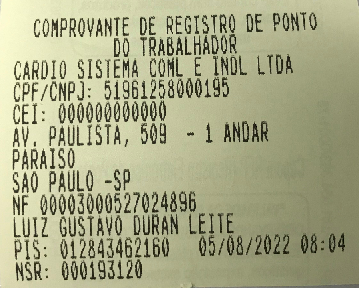 COMPROVANTE DE REGISTRO DE PONTO
DO TRABALHADOR
CARDIO SISTEMA COML E INDL LTDA
CPF/CNPJ: 51961258000195
CEI: 000000000000
AV. PAULISTA, 509 - 1 ANDAR
PARAISO
SAO PAULO -SP
NF 00003000527024896
LUIZ GUSTAVO DURAN LEITE
PIS: 012843462160 05/08/2022 08:04
NSR: 000193120